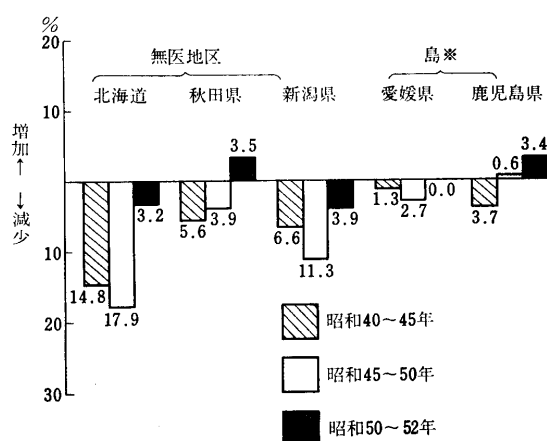 %
20
10
10
20
30
増加↑
↓減少
無医地区
島※
北海道 秋田県 新潟県 愛媛県 鹿児島県
14.8 17.9 3.2
5.6 3.9 3.5
6.6 11.3 3.9
1.3 2.7 0.0
3.7 0.6 3.4
昭和40～45年
昭和45～50年
昭和50～52年